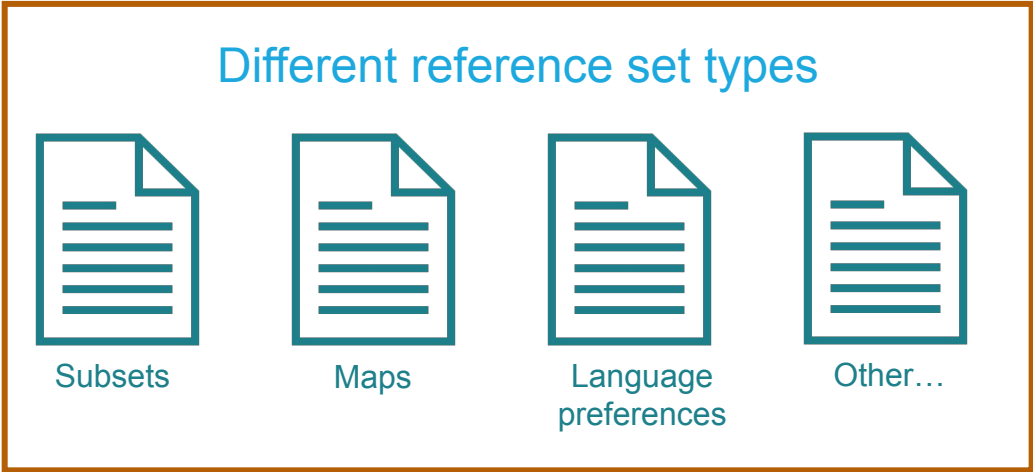 Different reference set types
Subsets
Maps
Language
preferences
Other…